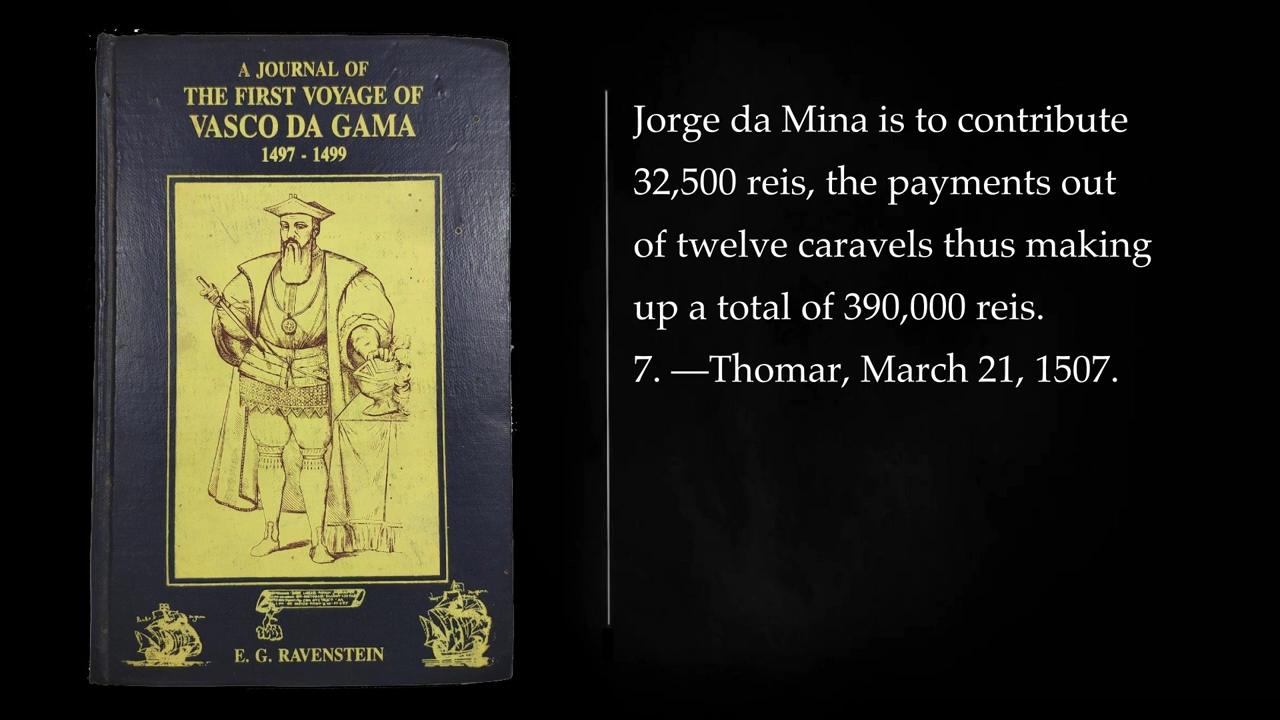 A JOURNAL OF
THE FIRST VOYAGE OF
VASCO DA GAMA
1497 - 1499
E. G. RAVENSTEIN
Jorge da Mina is to contribute
32,500 reis, the payments out
of twelve caravels thus making
up a total of 390,000 reis.
7. —Thomar, March 21, 1507.